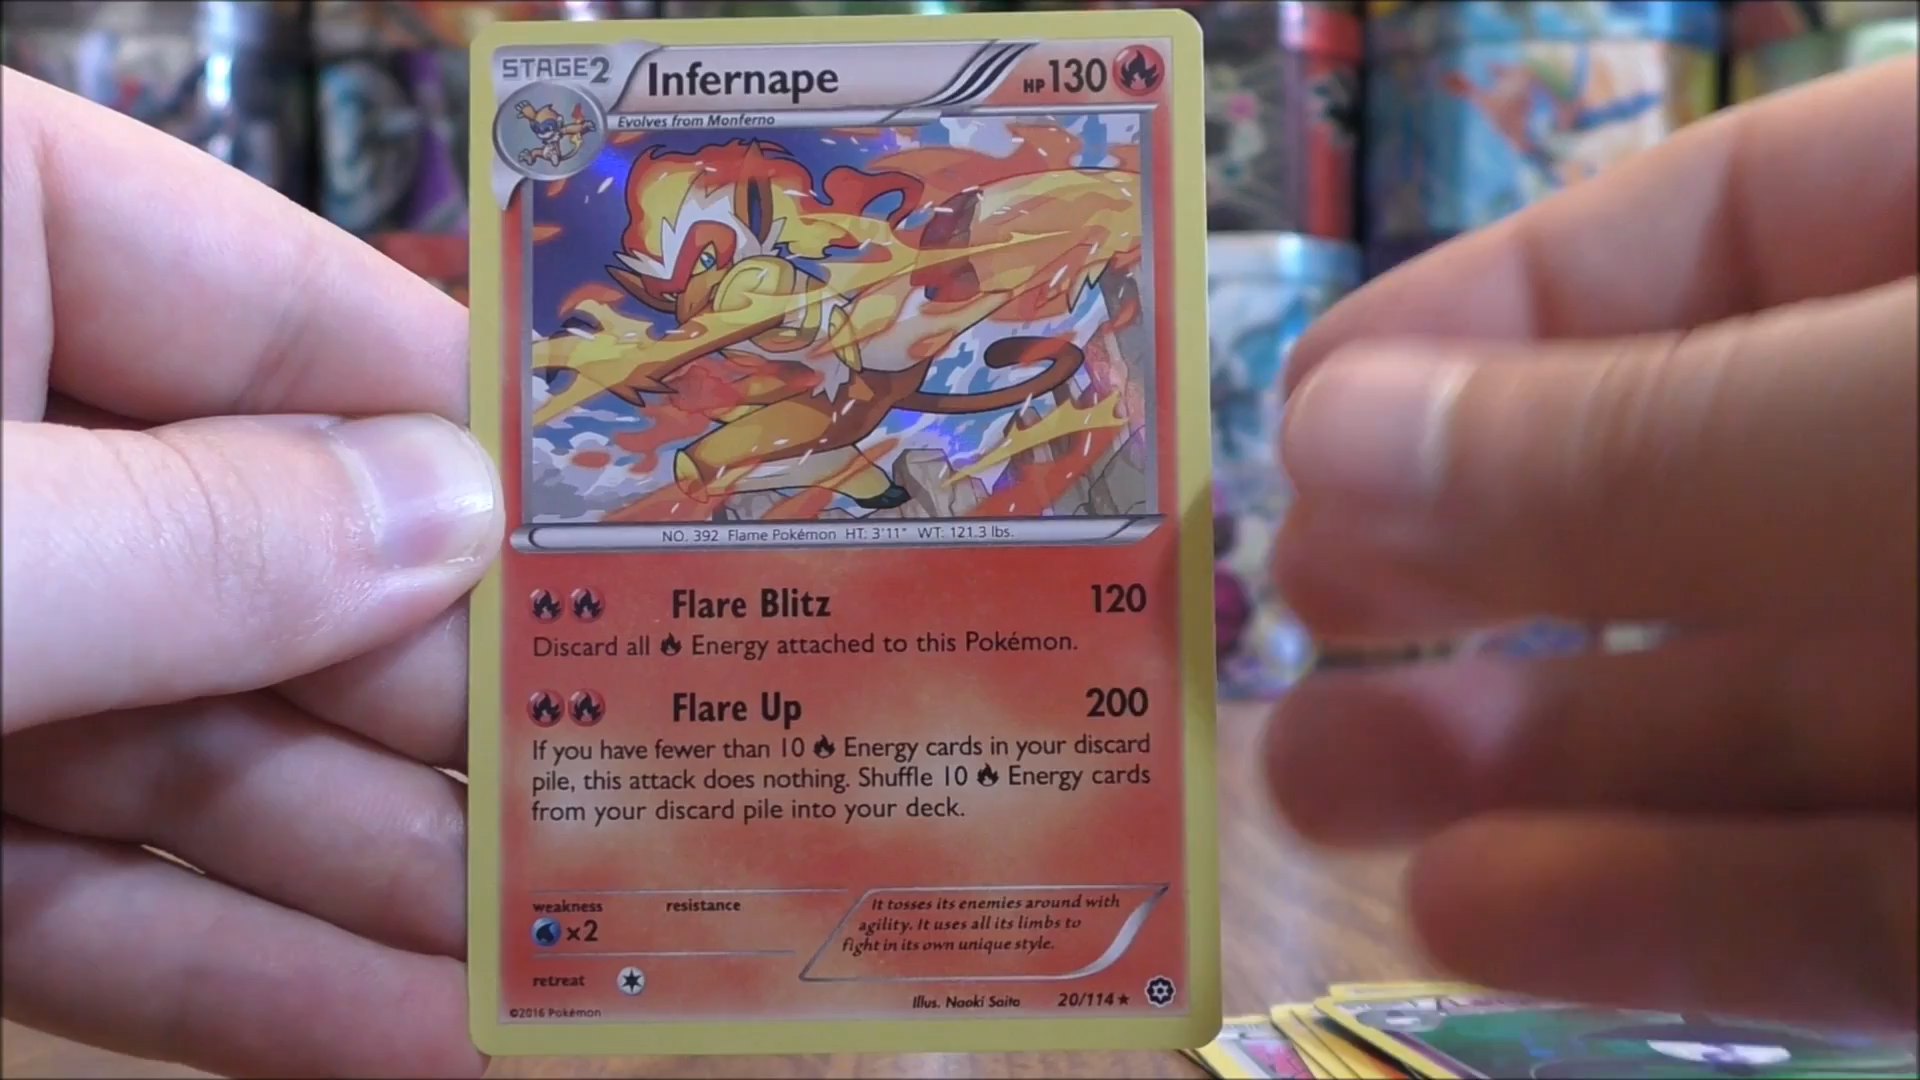 STAGE2
Infernape
HP130
Evolves from Monferno
NO. 392 Flame Pokémon HT: 3'11" WT: 121.3 lbs.
Flare Blitz 120
Discard all Energy attached to this Pokémon.
Flare Up 200
If you have fewer than 10 Energy cards in your discard
pile, this attack does nothing. Shuffle 10 Energy cards
from your discard pile into your deck.
weakness resistance
x2
It tosses its enemies around with
agility. It uses all its limbs to
fight in its own unique style.
retreat
Illus. Naoki Saito 20/114
©2016 Pokémon